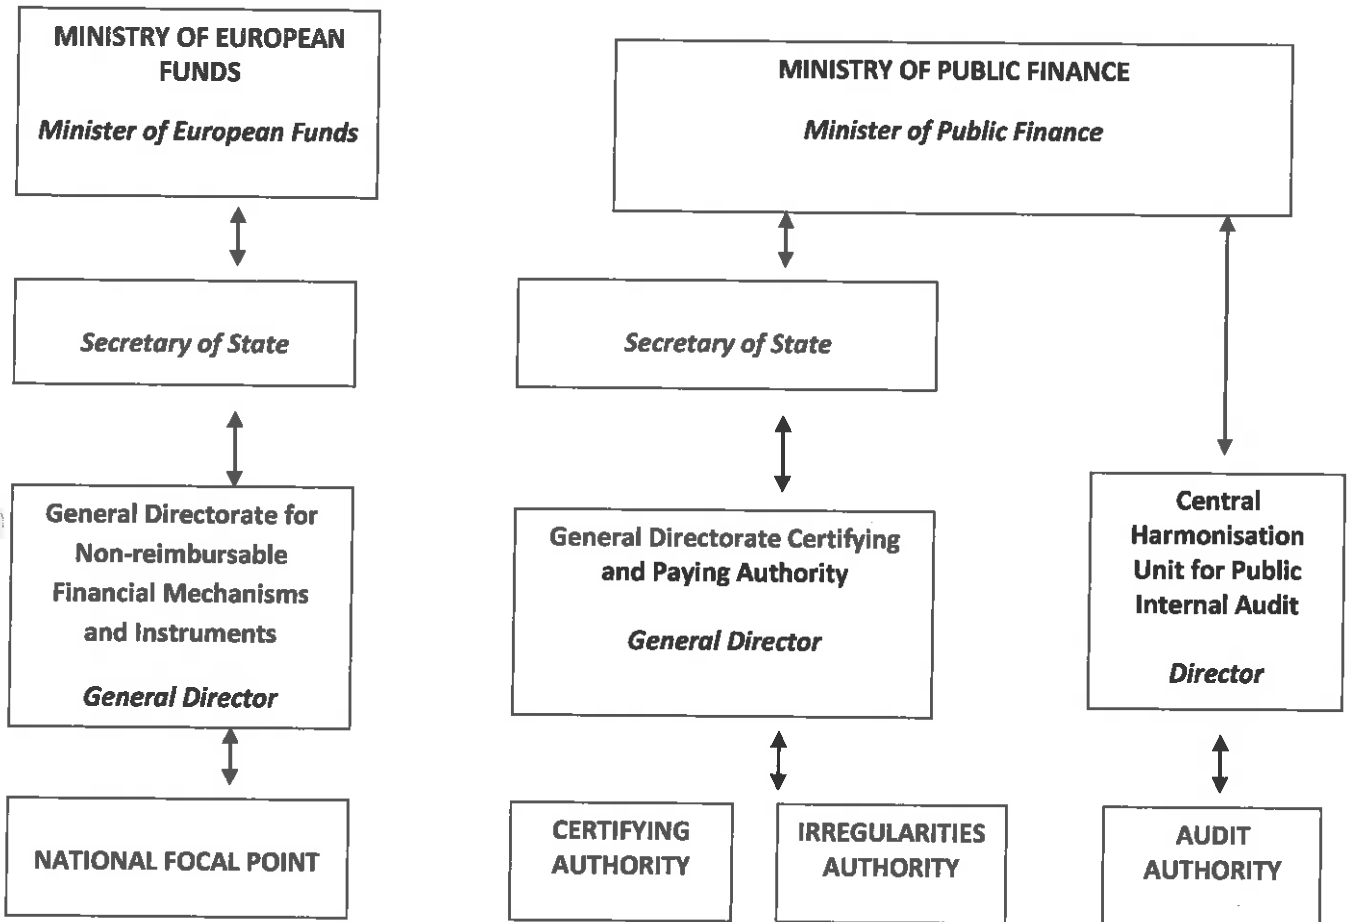 MINISTRY OF EUROPEAN
FUNDS
Minister of European Funds
MINISTRY OF PUBLIC FINANCE
Minister of Public Finance
Secretary of State
Secretary of State
General Directorate for
Non-reimbursable
Financial Mechanisms
and Instruments
General Director
General Directorate Certifying
and Paying Authority
General Director
Central
Harmonisation
Unit for Public
Internal Audit
Director
NATIONAL FOCAL POINT
CERTIFYING
AUTHORITY
IRREGULARITIES
AUTHORITY
AUDIT
AUTHORITY